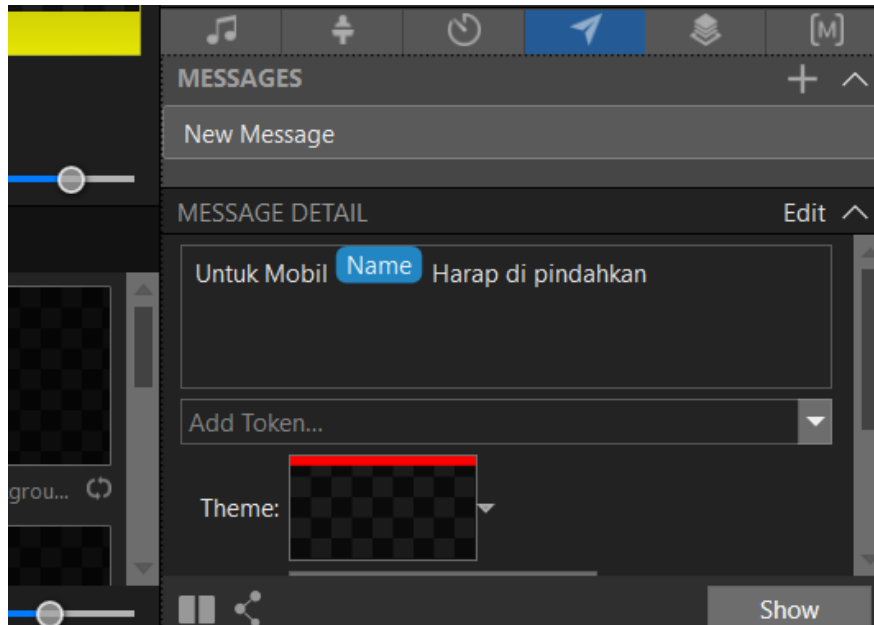 [M]
MESSAGES
New Message
MESSAGE DETAIL Edit
Untuk Mobil Name Harap di pindahkan
Add Token...
grou...
Theme:
Show